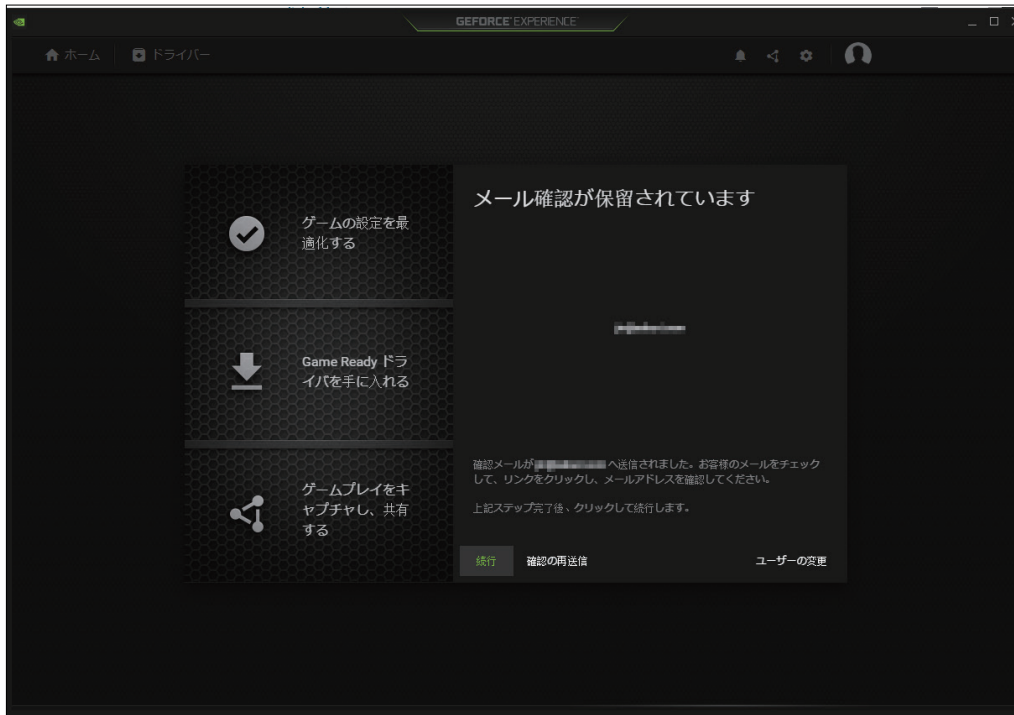 GEFORCE EXPERIENCE
ホーム
ドライバー
ゲームの設定を最
適化する
Game Ready ドラ
イバを手に入れる
ゲームプレイをキ
ャプチャし、共有
する
メール確認が保留されています
確認メールが へ送信されました。お客様のメールをチェック
して、リンクをクリックし、メールアドレスを確認してください。
上記ステップ完了後、クリックして続行します。
続行
確認の再送信
ユーザーの変更